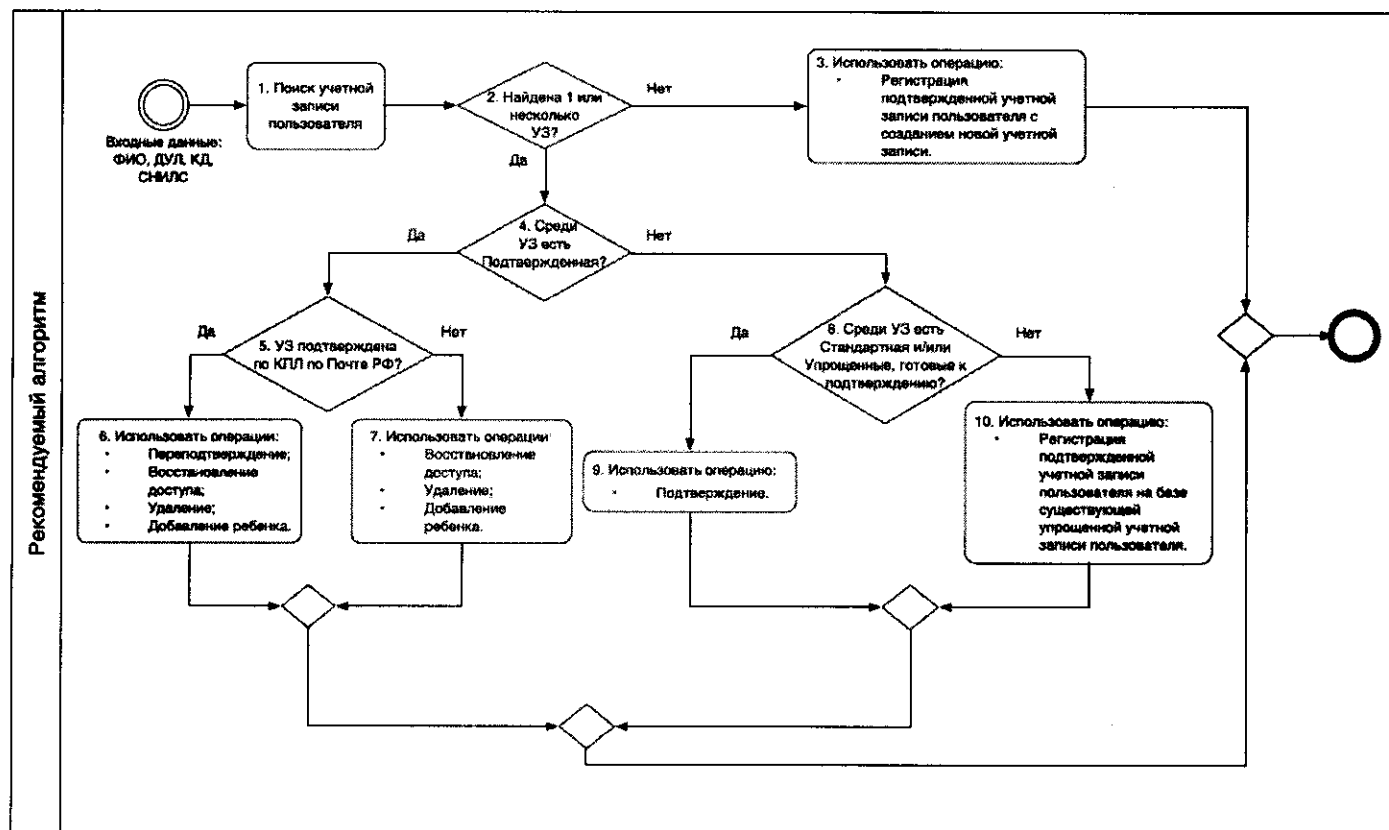 Рекомендуемый алгоритм
Входные данные:
ФИО, ДУЛ, КД,
СНИЛС
1. Поиск учетной
записи
пользователя
2. Найдена 1 или
несколько
УЗ?
Нет
Да
3. Использовать операцию:
• Регистрация
подтвержденной учетной
записи пользователя с
созданием новой учетной
записи.
4. Среди
УЗ есть
Подтвержденная?
Да
Нет
5. УЗ подтверждена
по КПЛ по Почте РФ?
Да
Нет
6. Использовать операции:
• Переподтверждение;
• Восстановление
доступа;
• Удаление;
• Добавление ребенка.
7. Использовать операции
• Восстановление
доступа;
• Удаление;
• Добавление
ребенка.
8. Среди УЗ есть
Стандартная и/или
Упрощенные, готовые к
подтверждению?
Да
Нет
9. Использовать операцию:
• Подтверждение.
10. Использовать операцию:
• Регистрация
подтвержденной
учетной записи
пользователя на базе
существующей
упрощенной учетной
записи пользователя.